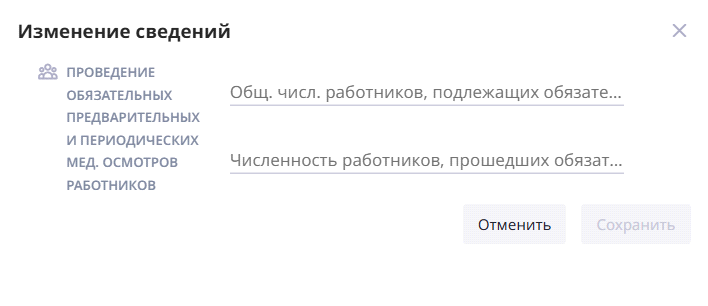 Изменение сведений
ПРОВЕДЕНИЕ
ОБЯЗАТЕЛЬНЫХ
ПРЕДВАРИТЕЛЬНЫХ
И ПЕРИОДИЧЕСКИХ
МЕД. ОСМОТРОВ
РАБОТНИКОВ
Общ. числ. работников, подлежащих обязате...
Численность работников, прошедших обязат...
Отменить
Сохранить